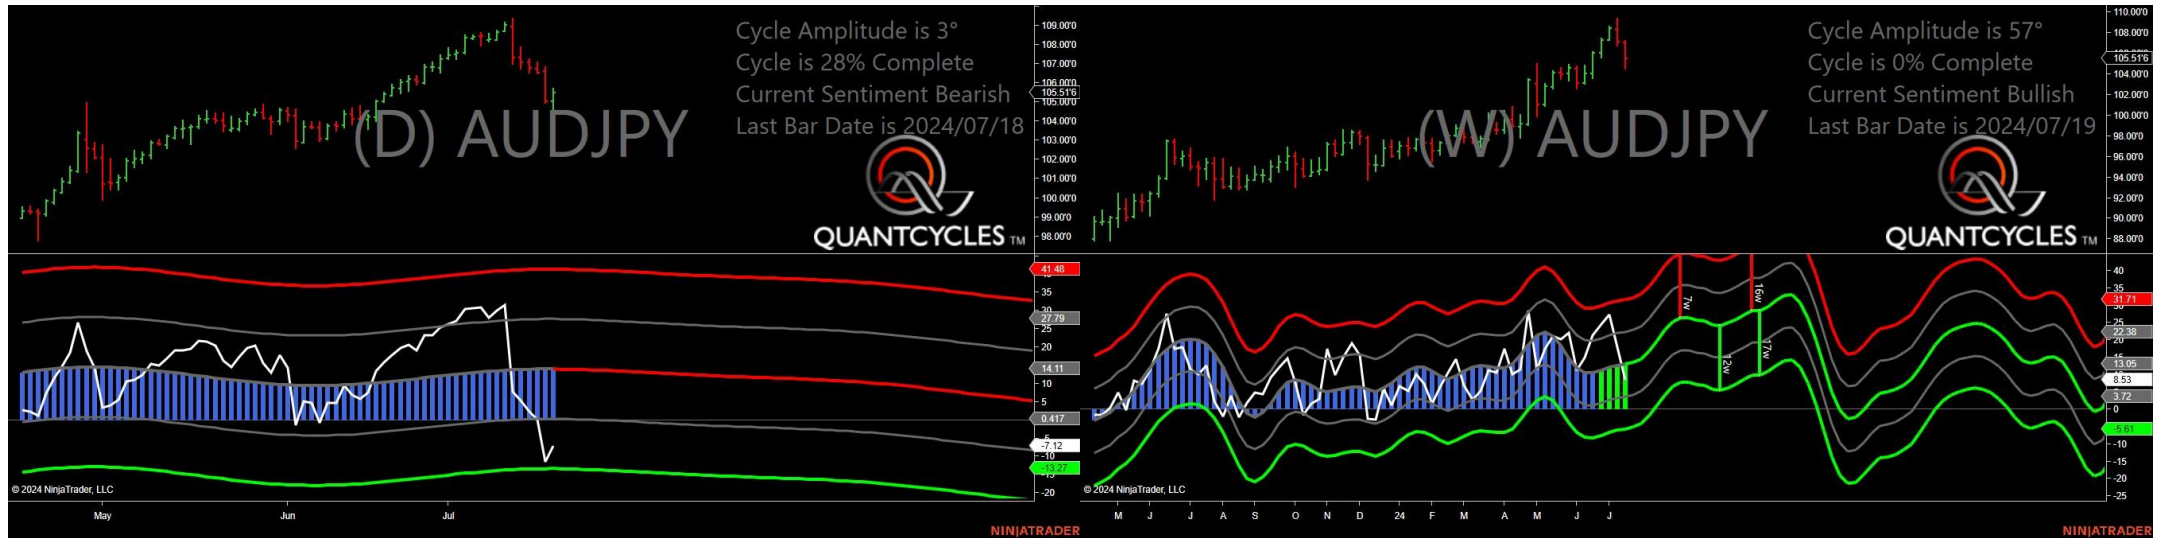 Cycle Amplitude is 3°
Cycle is 28% Complete
Current Sentiment Bearish
Last Bar Date is 2024/07/18
(D) AUDJPY
QUANTCYCLES TM
109.00'0
108.00'0
107.00'0
106.00'0
105.51'6
105.00'0
104.00'0
103.00'0
102.00'0
101.00'0
100.00'0
99.00'0
98.00'0
41.48
35
27.79
25
20
14.11
10
5
0.417
-7.12
-10
-13.27
-20
© 2024 NinjaTrader, LLC
May Jun Jul
NINJATRADER
Cycle Amplitude is 57°
Cycle is 0% Complete
Current Sentiment Bullish
Last Bar Date is 2024/07/19
(W) AUDJPY
QUANTCYCLES TM
110.00'0
108.00'0
105.51'6
104.00'0
102.00'0
100.00'0
98.00'0
96.00'0
94.00'0
92.00'0
90.00'0
88.00'0
7w
16w
12w
17w
40
35
31.71
25
22.38
20
13.05
8.53
3.72
0
-5.61
-10
-15
-20
-25
© 2024 NinjaTrader, LLC
M J J A S O N D 24 F M A M J J
NINJATRADER